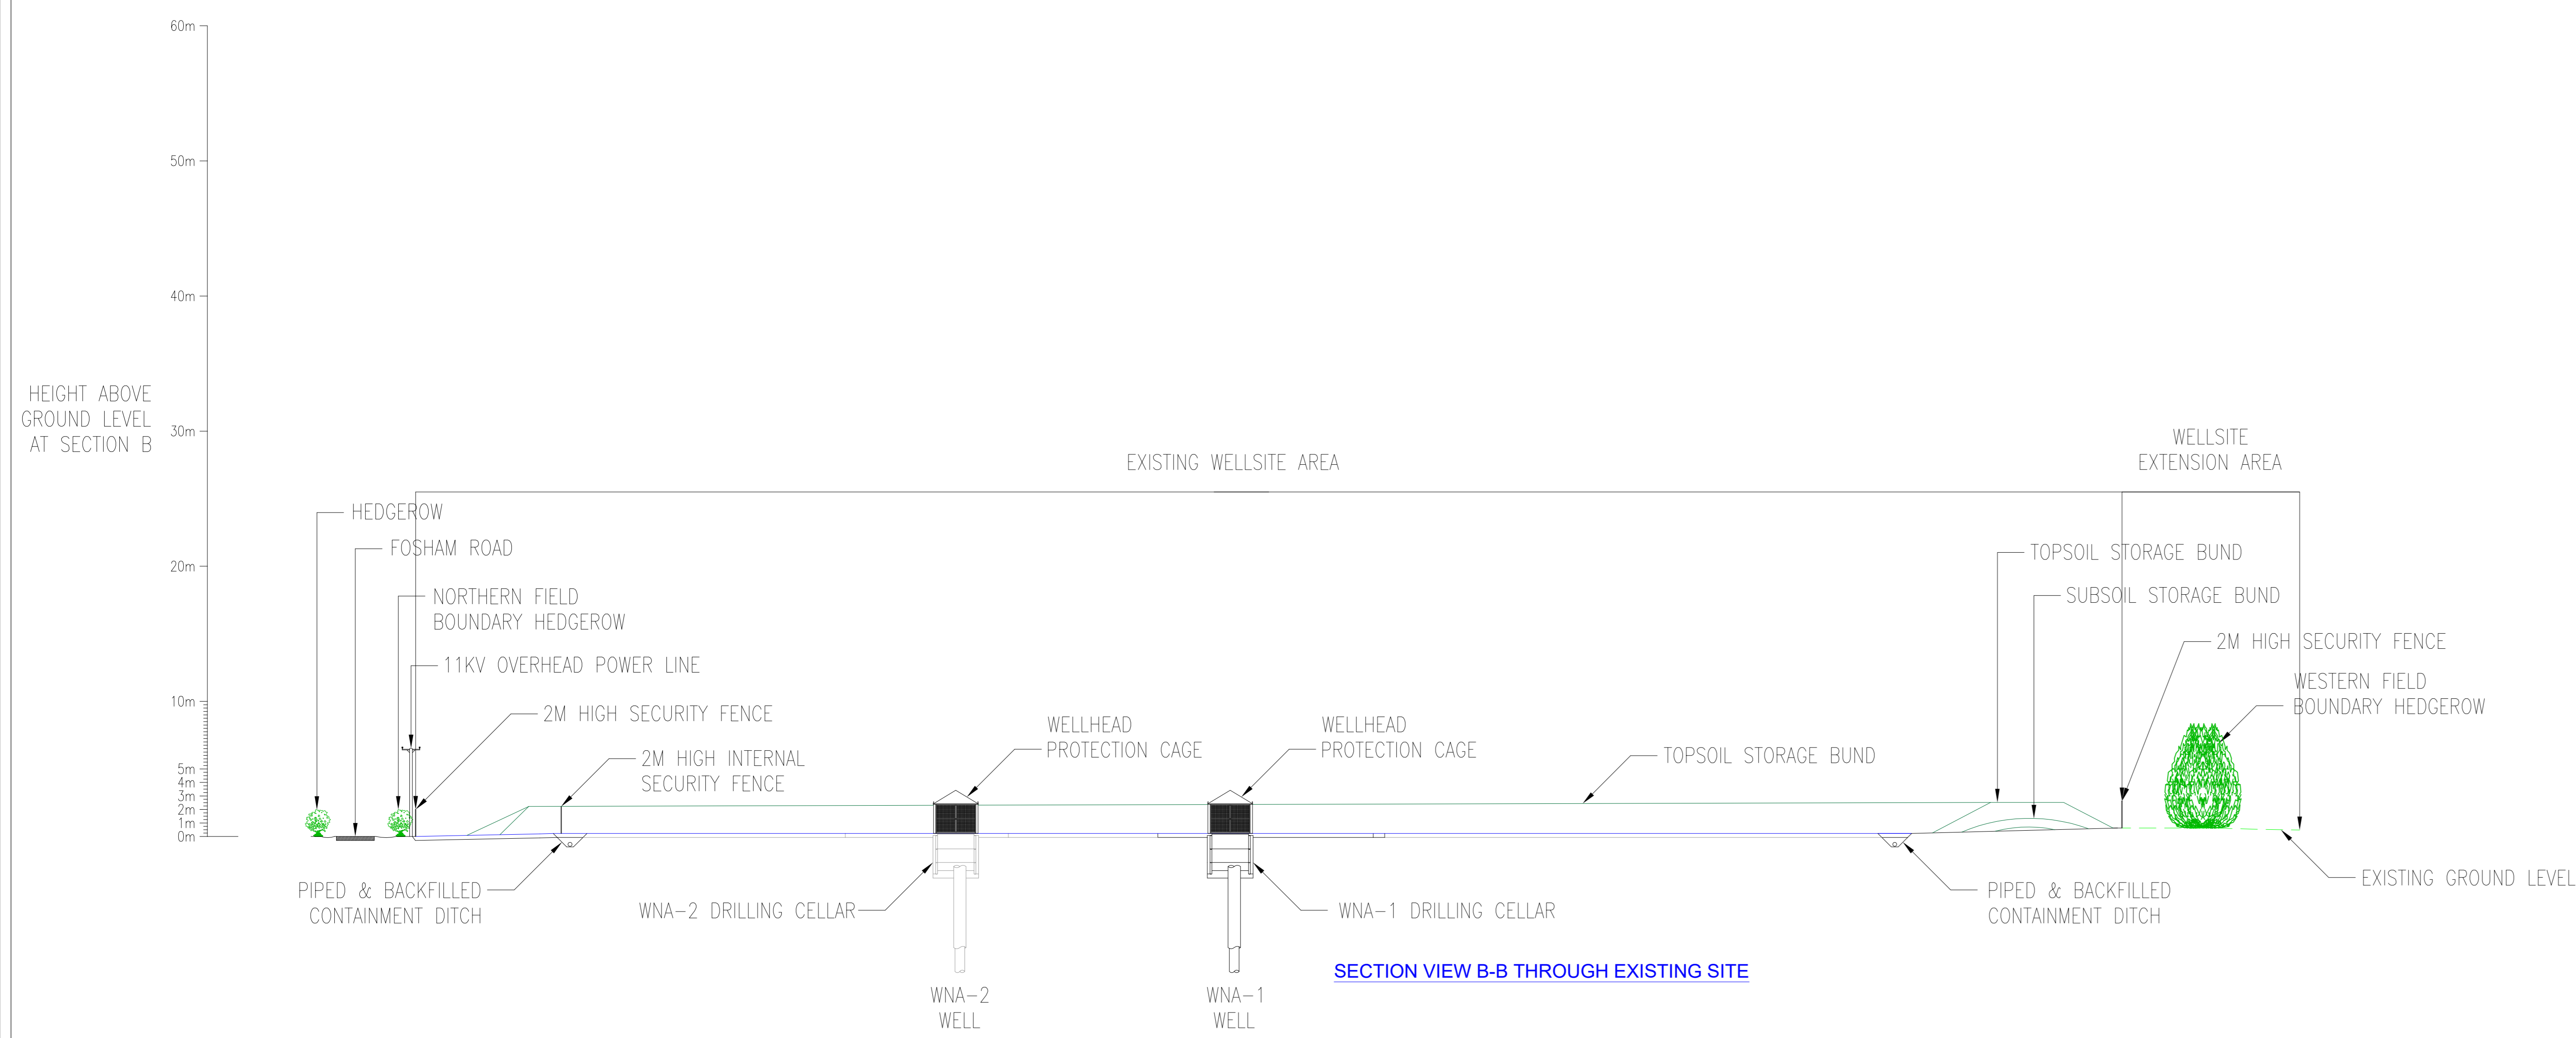 60m
50m
40m
30m
20m
10m
5m
4m
3m
2m
1m
0m
HEIGHT ABOVE
GROUND LEVEL
AT SECTION B
EXISTING WELLSITE AREA
WELLSITE
EXTENSION AREA
HEDGEROW
FOSHAM ROAD
NORTHERN FIELD
BOUNDARY HEDGEROW
11KV OVERHEAD POWER LINE
2M HIGH SECURITY FENCE
2M HIGH INTERNAL
SECURITY FENCE
WELLHEAD
PROTECTION CAGE
WELLHEAD
PROTECTION CAGE
TOPSOIL STORAGE BUND
TOPSOIL STORAGE BUND
SUBSOIL STORAGE BUND
2M HIGH SECURITY FENCE
WESTERN FIELD
BOUNDARY HEDGEROW
PIPED & BACKFILLED
CONTAINMENT DITCH
WNA-2 DRILLING CELLAR
WNA-1 DRILLING CELLAR
PIPED & BACKFILLED
CONTAINMENT DITCH
EXISTING GROUND LEVEL
WNA-2
WELL
WNA-1
WELL
SECTION VIEW B-B THROUGH EXISTING SITE